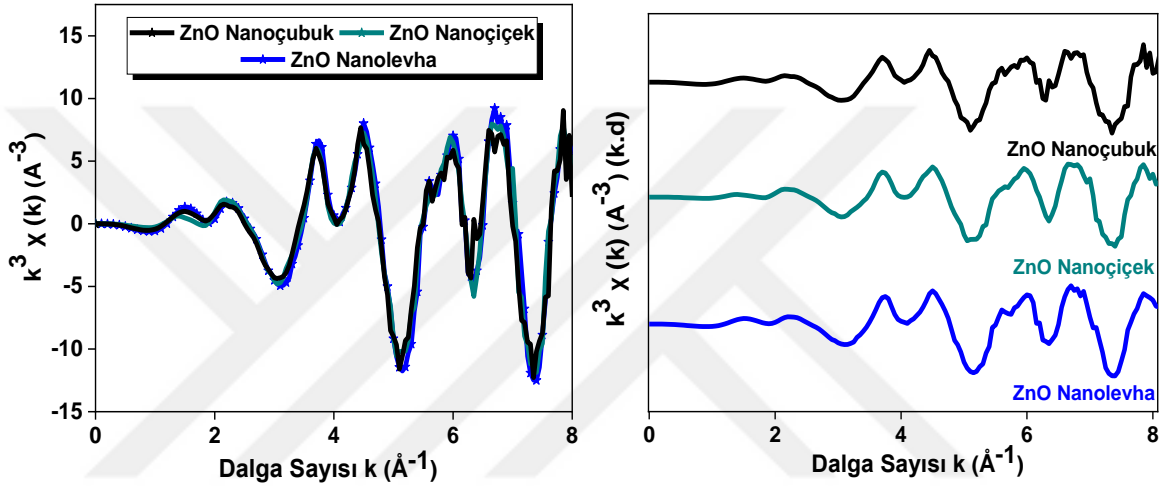 ZnO Nanoçubuk ZnO Nanoçiçek
ZnO Nanolevha
k³ χ (k) (A⁻³)
15
10
5
0
-5
-10
-15
0 2 4 6 8
Dalga Sayısı k (Å⁻¹)
k³ χ (k) (A⁻³) (k.d)
ZnO Nanoçubuk
ZnO Nanoçiçek
ZnO Nanolevha
0 2 4 6 8
Dalga Sayısı k (Å⁻¹)